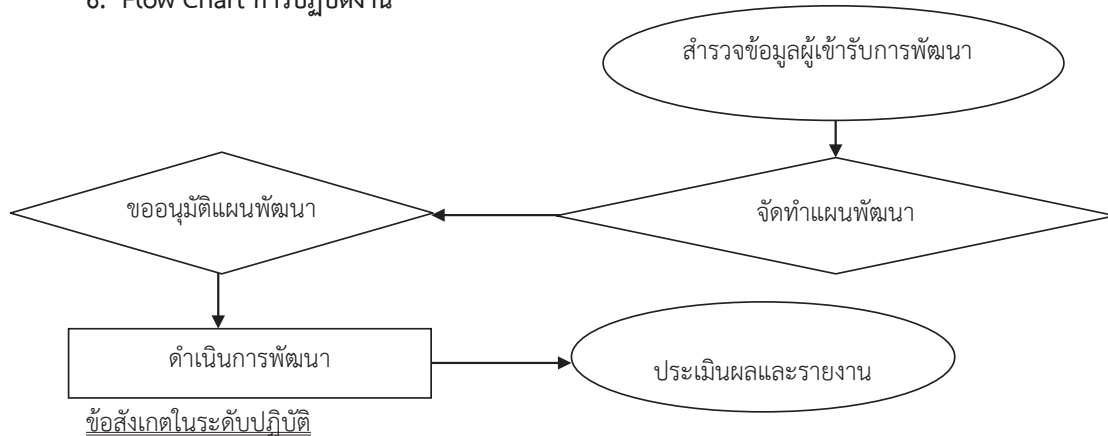 6. Flow Chart การปฏิบัติงาน
สำรวจข้อมูลผู้เข้ารับการพัฒนา
จัดทำแผนพัฒนา
ขออนุมัติแผนพัฒนา
ดำเนินการพัฒนา
ประเมินผลและรายงาน
ข้อสังเกตในระดับปฏิบัติ